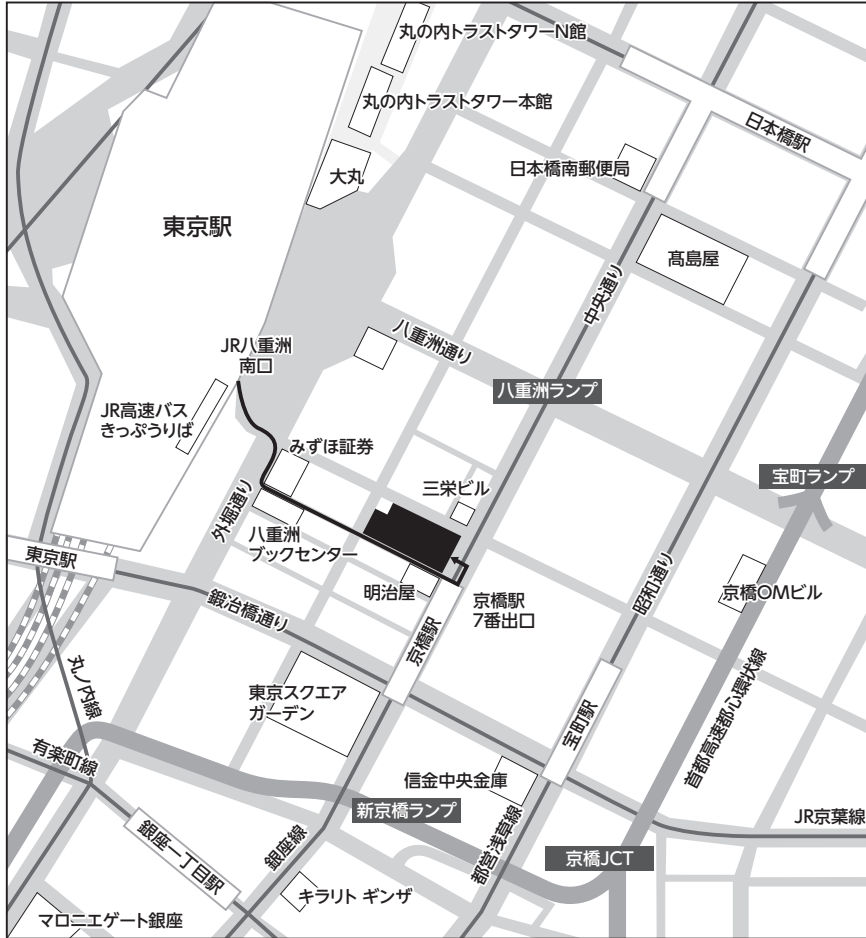 丸の内トラストタワーN館
丸の内トラストタワー本館
日本橋駅
日本橋南郵便局
大丸
東京駅
髙島屋
中央通り
八重洲通り
JR八重洲
南口
八重洲ランプ
JR高速バス
きっぷうりば
みずほ証券
宝町ランプ
三栄ビル
外堀通り
八重洲
ブックセンター
東京駅
昭和通り
京橋OMビル
明治屋
京橋駅
7番出口
鍛冶橋通り
京橋駅
丸ノ内線
東京スクエア
ガーデン
宝町駅
首都高速都心環状線
有楽町線
信金中央金庫
新京橋ランプ
JR京葉線
銀座一丁目駅
銀座線
都営浅草線
京橋JCT
キラリト ギンザ
マロニエゲート銀座